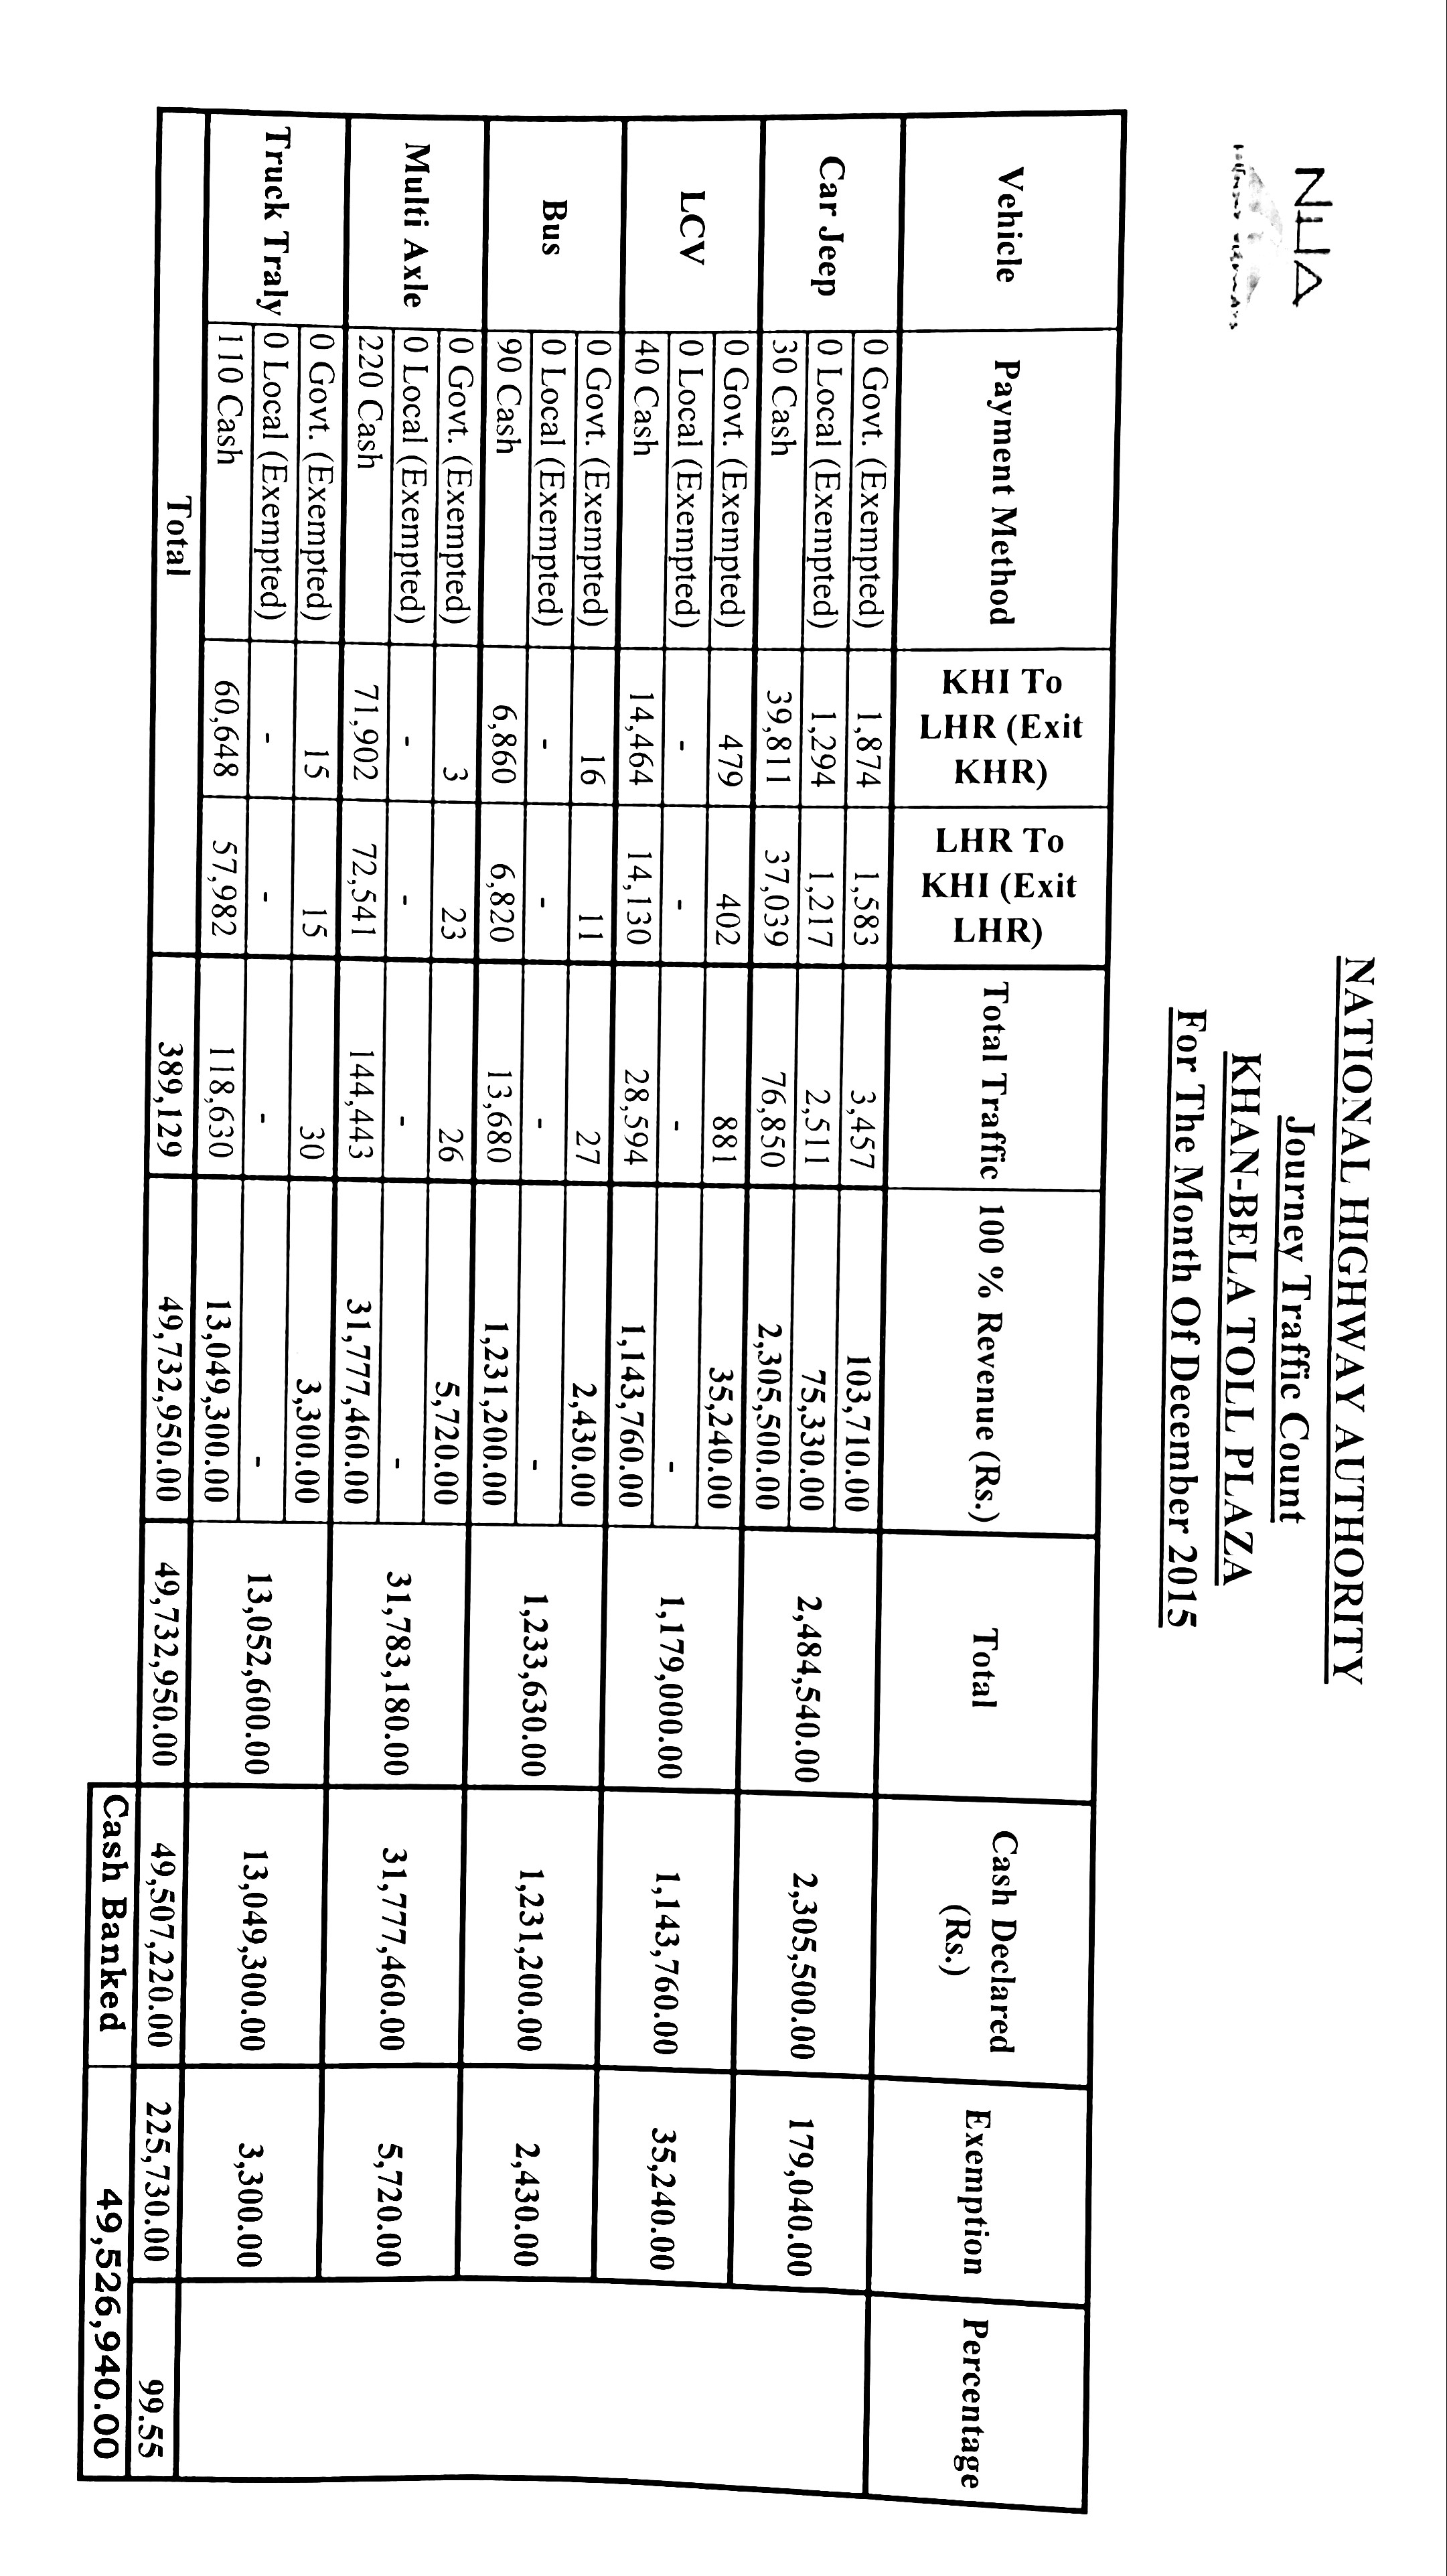 NHA
NATIONAL HIGHWAY AUTHORITY
Journey Traffic Count
KHAN-BELA TOLL PLAZA
For The Month Of December 2015
Vehicle Payment Method KHI To LHR (Exit KHR) LHR To KHI (Exit LHR) Total Traffic 100 % Revenue (Rs.) Total Cash Declared (Rs.) Exemption Percentage
Car Jeep 0 Govt. (Exempted) 1,874 1,583 3,457 103,710.00 2,484,540.00 2,305,500.00 179,040.00
0 Local (Exempted) 1,294 1,217 2,511 75,330.00
30 Cash 39,811 37,039 76,850 2,305,500.00
LCV 0 Govt. (Exempted) 479 402 881 35,240.00 1,179,000.00 1,143,760.00 35,240.00
0 Local (Exempted) - - - -
40 Cash 14,464 14,130 28,594 1,143,760.00
Bus 0 Govt. (Exempted) 16 11 27 2,430.00 1,233,630.00 1,231,200.00 2,430.00
0 Local (Exempted) - - - -
90 Cash 6,860 6,820 13,680 1,231,200.00
Multi Axle 0 Govt. (Exempted) 3 23 26 5,720.00 31,783,180.00 31,777,460.00 5,720.00
0 Local (Exempted) - - - -
220 Cash 71,902 72,541 144,443 31,777,460.00
Truck Traly 0 Govt. (Exempted) 15 15 30 3,300.00 13,052,600.00 13,049,300.00 3,300.00
0 Local (Exempted) - - - -
110 Cash 60,648 57,982 118,630 13,049,300.00
Total 389,129 49,732,950.00 49,732,950.00 49,507,220.00 225,730.00 99.55
Cash Banked 49,526,940.00